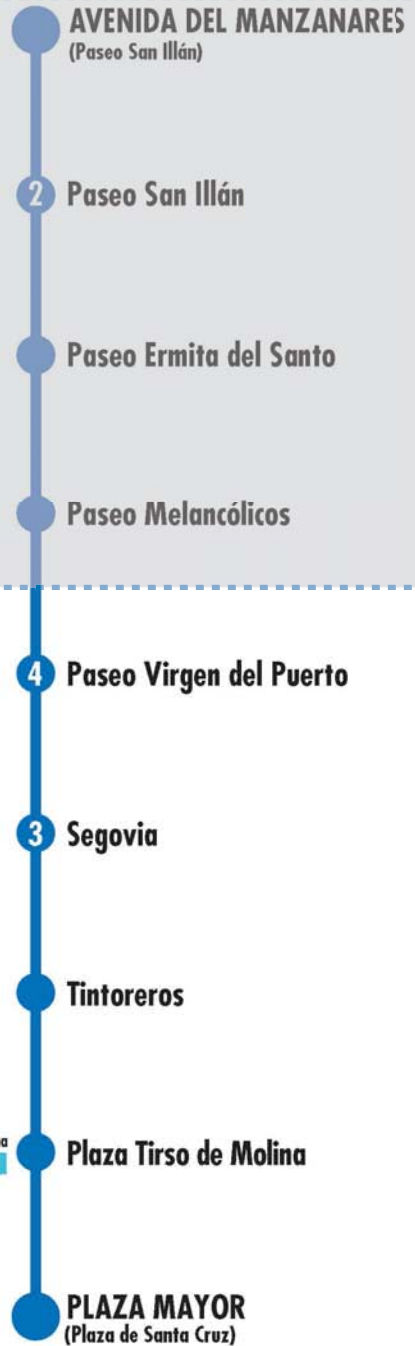 AVENIDA DEL MANZANARES
(Paseo San Illán)
2 Paseo San Illán
Paseo Ermita del Santo
Paseo Melancólicos
4 Paseo Virgen del Puerto
3 Segovia
Tintoreros
Plaza Tirso de Molina
PLAZA MAYOR
(Plaza de Santa Cruz)